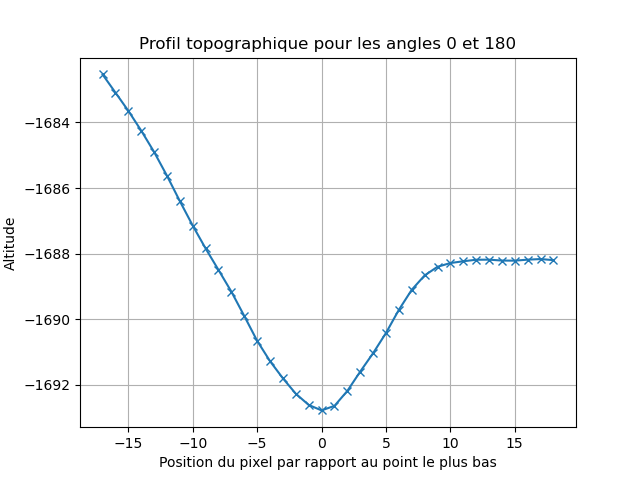 Profil topographique pour les angles 0 et 180
Altitude
−1684
−1686
−1688
−1690
−1692
−15 −10 −5 0 5 10 15
Position du pixel par rapport au point le plus bas